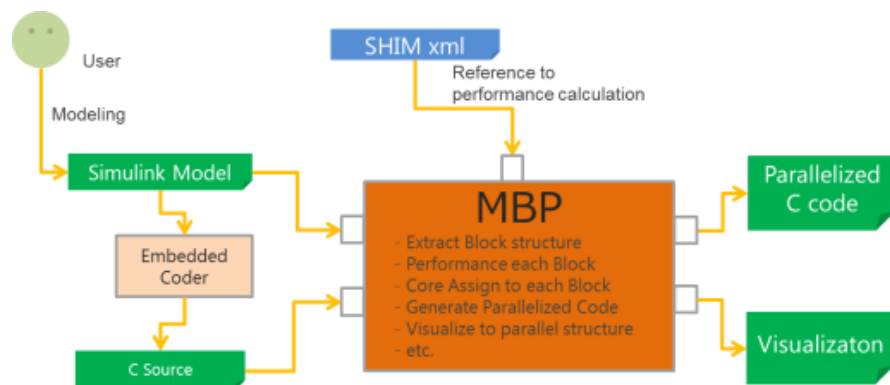 User
Modeling
SHIM xml
Reference to
performance calculation
Simulink Model
Embedded
Coder
C Source
MBP
- Extract Block structure
- Performance each Block
- Core Assign to each Block
- Generate Parallelized Code
- Visualize to parallel structure
- etc.
Parallelized
C code
Visualizaton